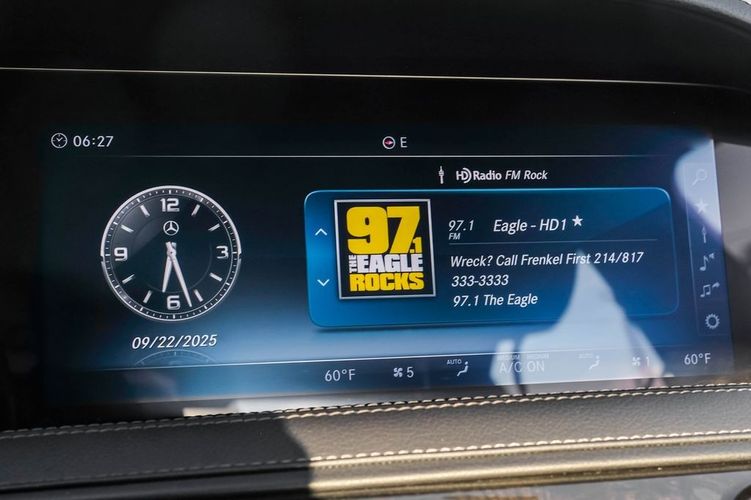 06:27
E
HD Radio FM Rock
12
3
6
9
09/22/2025
97.1
THE EAGLE
ROCKS
97.1 Eagle - HD1 ★
FM
Wreck? Call Frenkel First 214/817
333-3333
97.1 The Eagle
60°F
5
AUTO
MEDIUM MEDIUM
A/C ON
AUTO
1
60°F